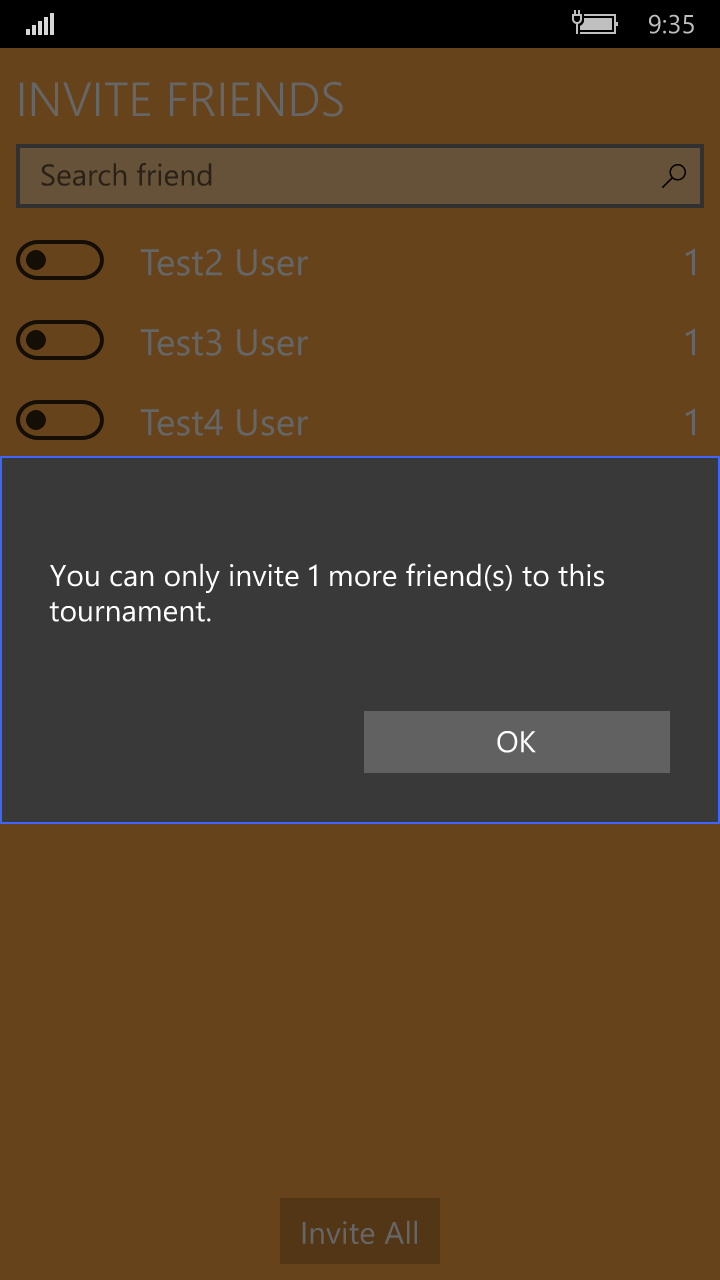 9:35
INVITE FRIENDS
Search friend
Test2 User 1
Test3 User 1
Test4 User 1
You can only invite 1 more friend(s) to this
tournament.
OK
Invite All